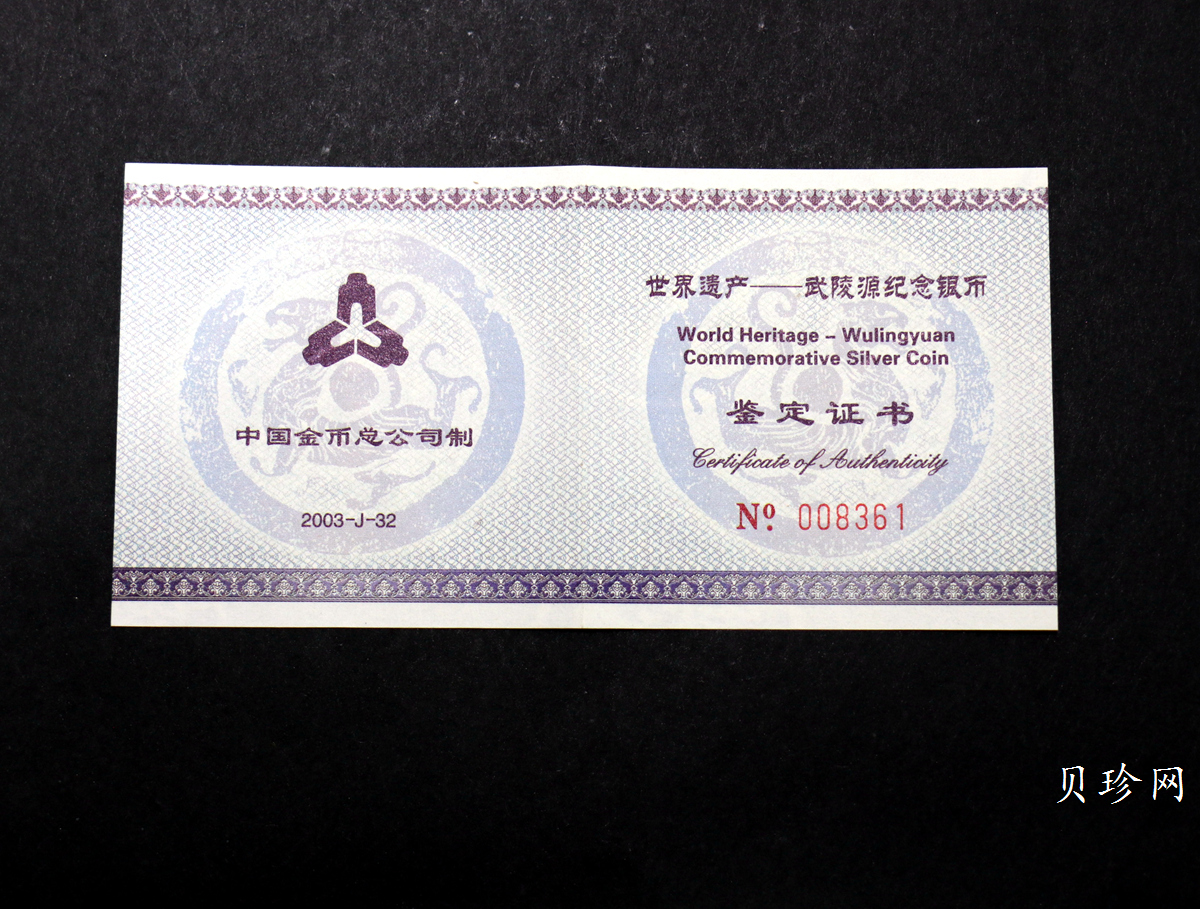 中国金币总公司制
2003-J-32
世界遗产——武陵源纪念银币
World Heritage – Wulingyuan
Commemorative Silver Coin
鉴定证书
Certificate of Authenticity
Nº. 008361
贝珍网